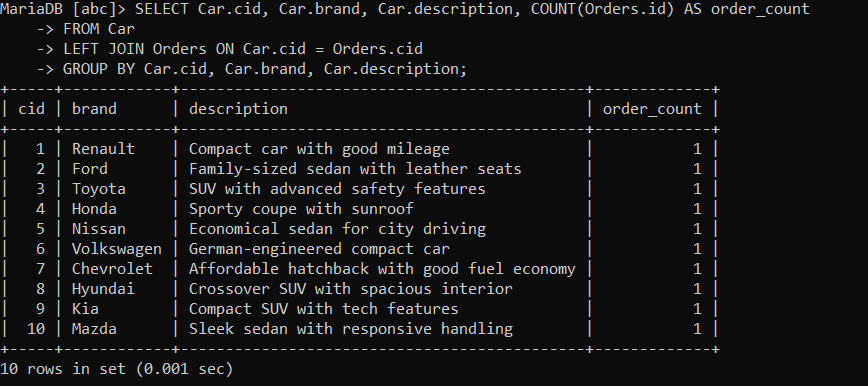 MariaDB [abc]> SELECT Car.cid, Car.brand, Car.description, COUNT(Orders.id) AS order_count
    -> FROM Car
    -> LEFT JOIN Orders ON Car.cid = Orders.cid
    -> GROUP BY Car.cid, Car.brand, Car.description;
+-----+------------+-------------------------------------------+-------------+
| cid | brand      | description                               | order_count |
+-----+------------+-------------------------------------------+-------------+
|   1 | Renault    | Compact car with good mileage             |           1 |
|   2 | Ford       | Family-sized sedan with leather seats     |           1 |
|   3 | Toyota     | SUV with advanced safety features         |           1 |
|   4 | Honda      | Sporty coupe with sunroof                 |           1 |
|   5 | Nissan     | Economical sedan for city driving         |           1 |
|   6 | Volkswagen | German-engineered compact car             |           1 |
|   7 | Chevrolet  | Affordable hatchback with good fuel economy |           1 |
|   8 | Hyundai    | Crossover SUV with spacious interior      |           1 |
|   9 | Kia        | Compact SUV with tech features            |           1 |
|  10 | Mazda      | Sleek sedan with responsive handling      |           1 |
+-----+------------+-------------------------------------------+-------------+
10 rows in set (0.001 sec)